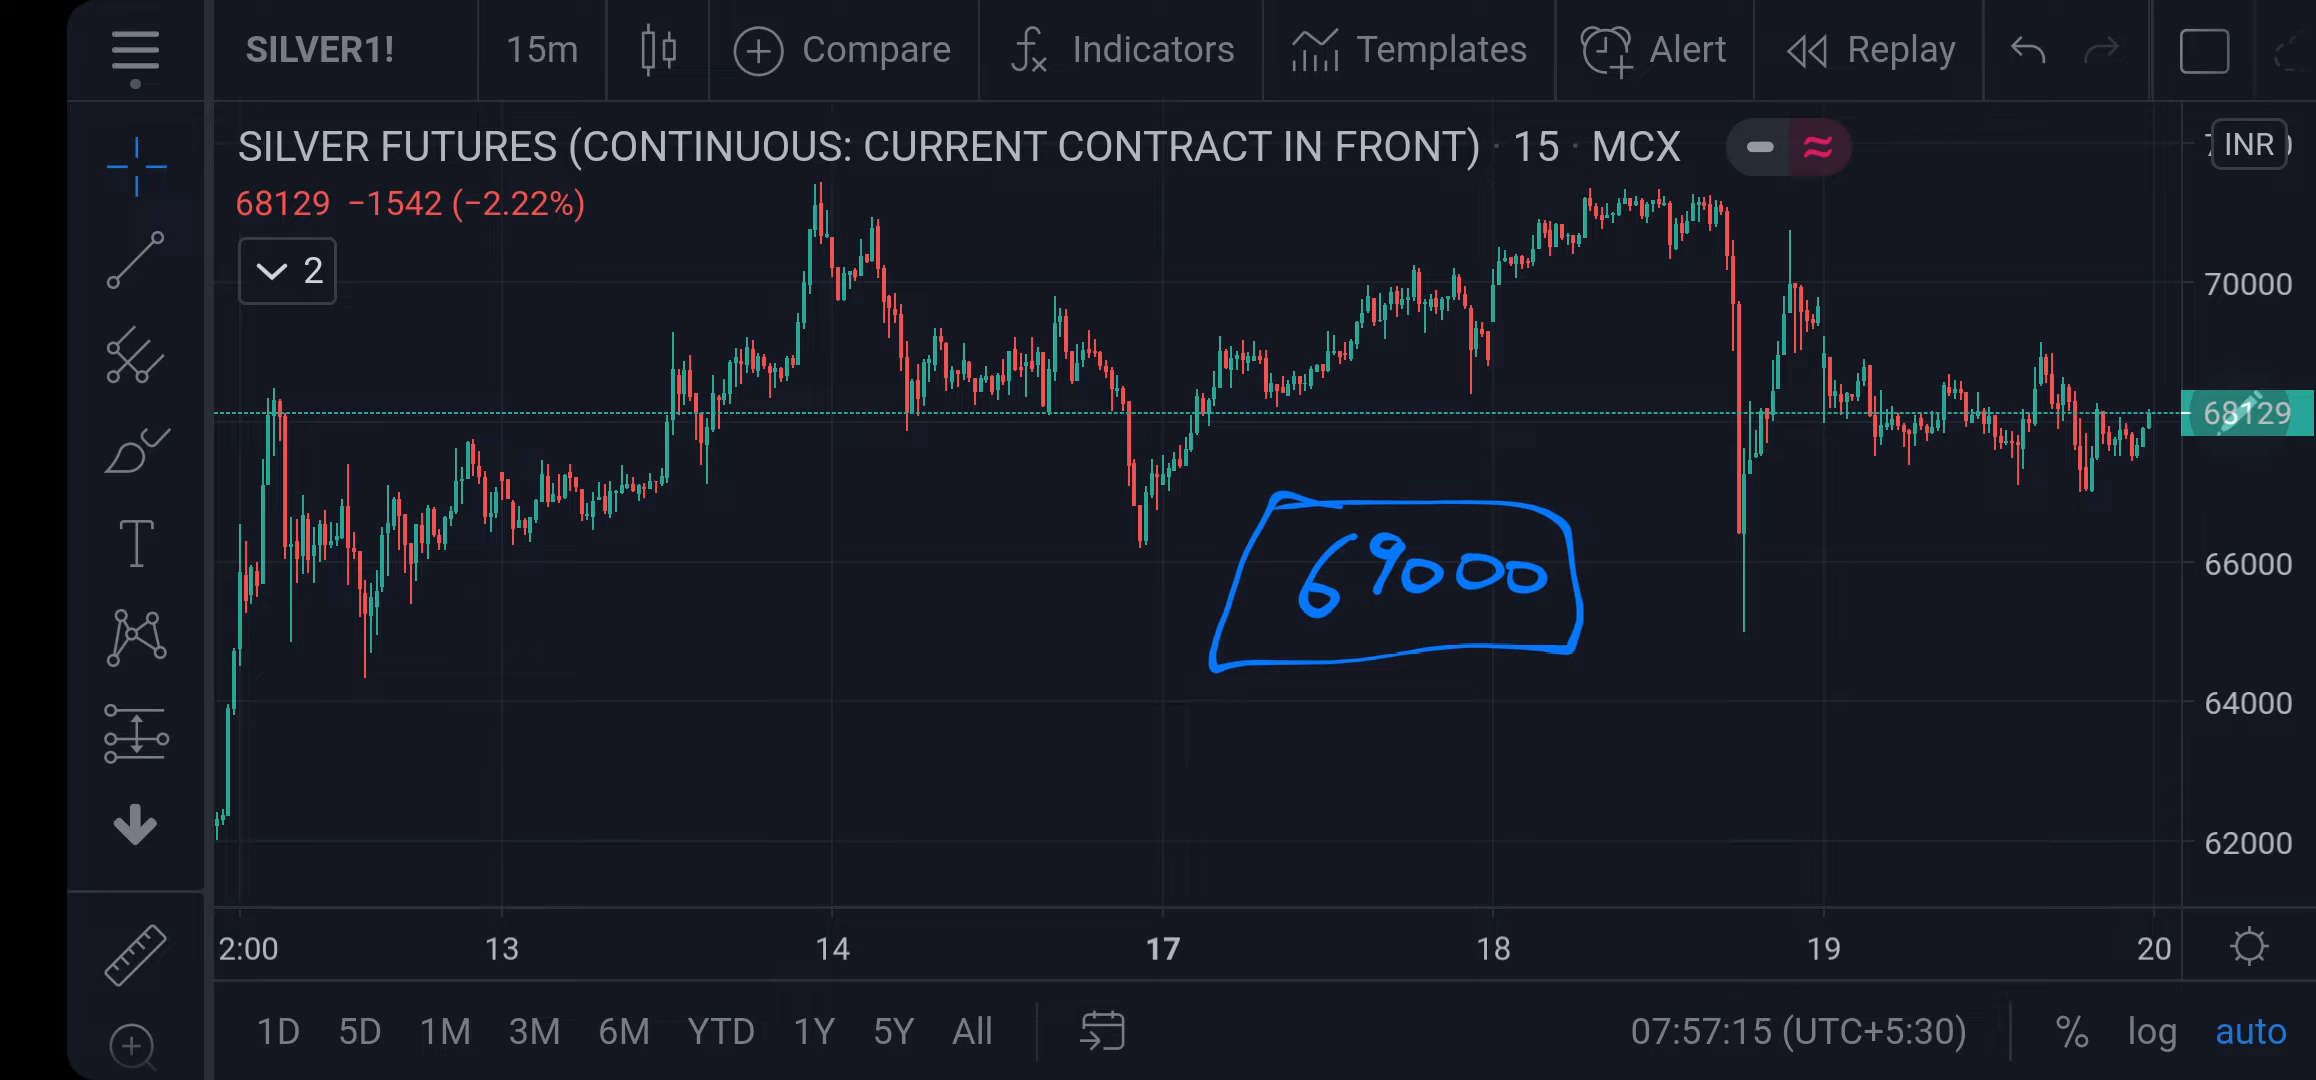 SILVER1!
15m
Compare
Indicators
Templates
Alert
Replay
SILVER FUTURES (CONTINUOUS: CURRENT CONTRACT IN FRONT) · 15 · MCX
INR
68129 −1542 (−2.22%)
2
70000
68129
66000
64000
62000
69000
2:00 13 14 17 18 19 20
1D 5D 1M 3M 6M YTD 1Y 5Y All
07:57:15 (UTC+5:30)
% log auto